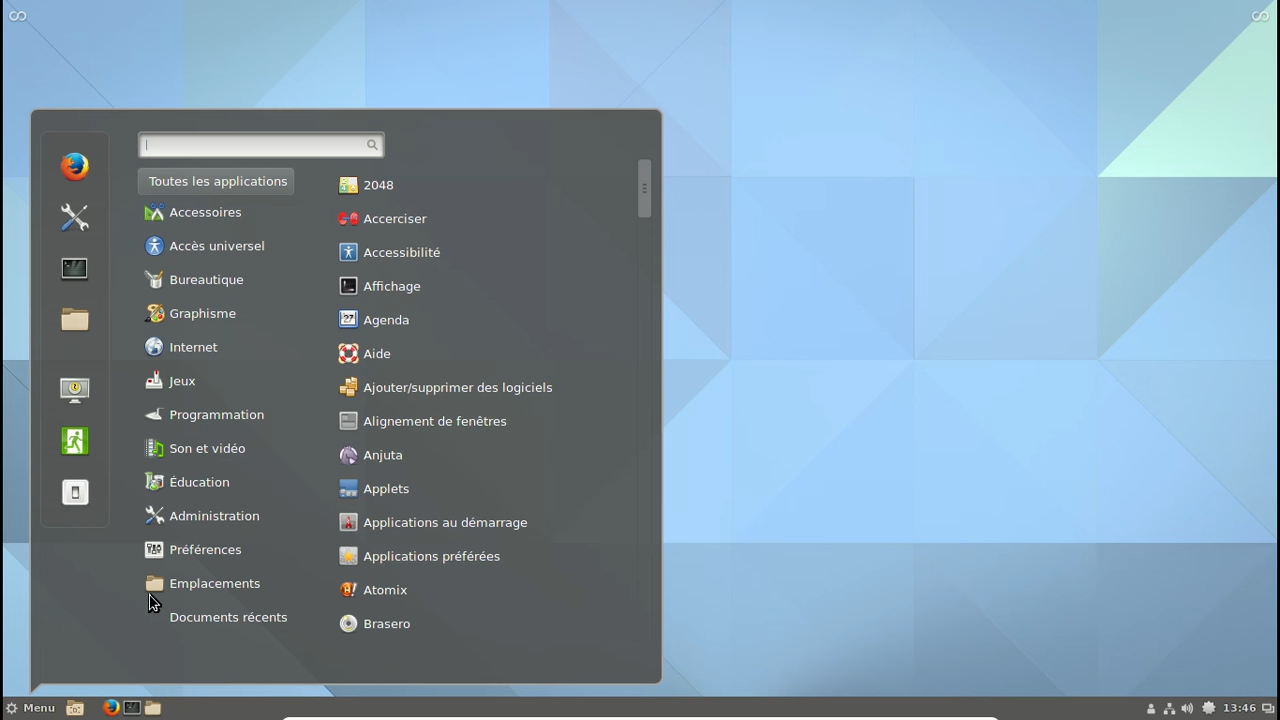 Toutes les applications
Accessoires
Accès universel
Bureautique
Graphisme
Internet
Jeux
Programmation
Son et vidéo
Éducation
Administration
Préférences
Emplacements
Documents récents
2048
Accerciser
Accessibilité
Affichage
Agenda
Aide
Ajouter/supprimer des logiciels
Alignement de fenêtres
Anjuta
Applets
Applications au démarrage
Applications préférées
Atomix
Brasero
Menu
13:46